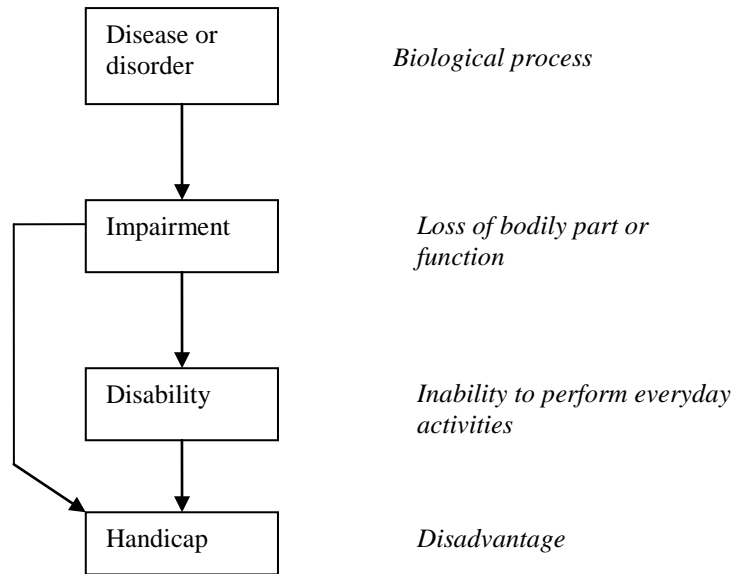 Disease or
disorder
Biological process
Impairment
Loss of bodily part or
function
Disability
Inability to perform everyday
activities
Handicap
Disadvantage